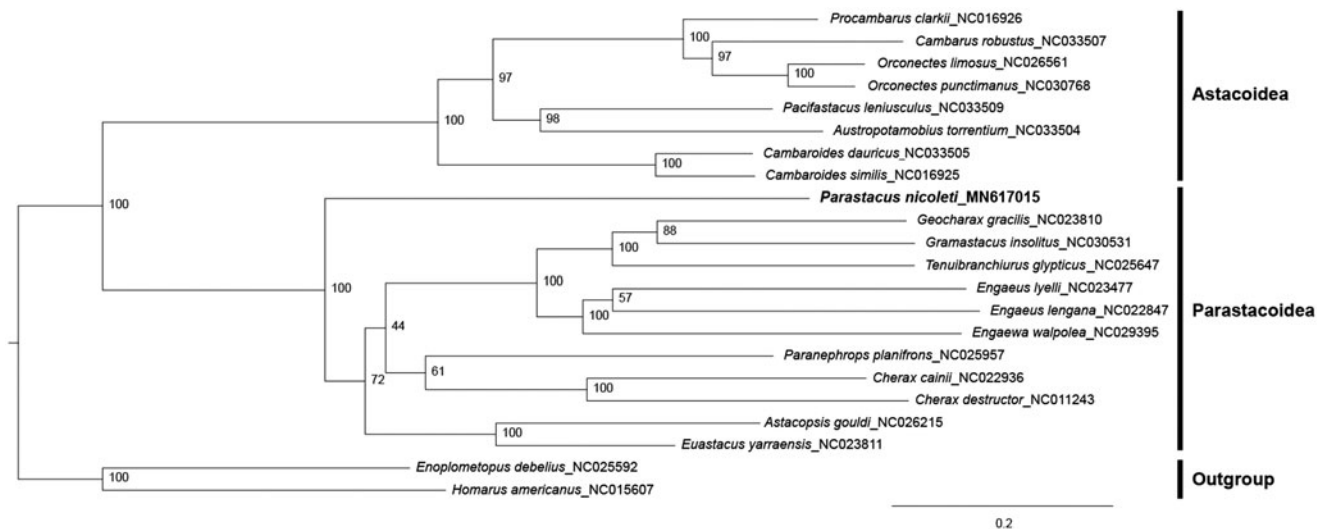 Procambarus clarkii_NC016926
100
Cambarus robustus_NC033507
97
Orconectes limosus_NC026561
97
100
Orconectes punctimanus_NC030768
Astacoidea
Pacifastacus leniusculus_NC033509
98
100
Austropotamobius torrentium_NC033504
Cambaroides dauricus_NC033505
100
Cambaroides similis_NC016925
Parastacus nicoleti_MN617015
100
Geocharax gracilis_NC023810
88
Gramastacus insolitus_NC030531
100
Tenuibranchiurus glypticus_NC025647
100
Engaeus lyelli_NC023477
100
57
Engaeus lengana_NC022847
Parastacoidea
100
44
Engaewa walpolea_NC029395
Paranephrops planifrons_NC025957
72
61
Cherax cainii_NC022936
100
Cherax destructor_NC011243
Astacopsis gouldi_NC026215
100
Euastacus yarraensis_NC023811
Enoplometopus debelius_NC025592
100
Outgroup
Homarus americanus_NC015607
0.2